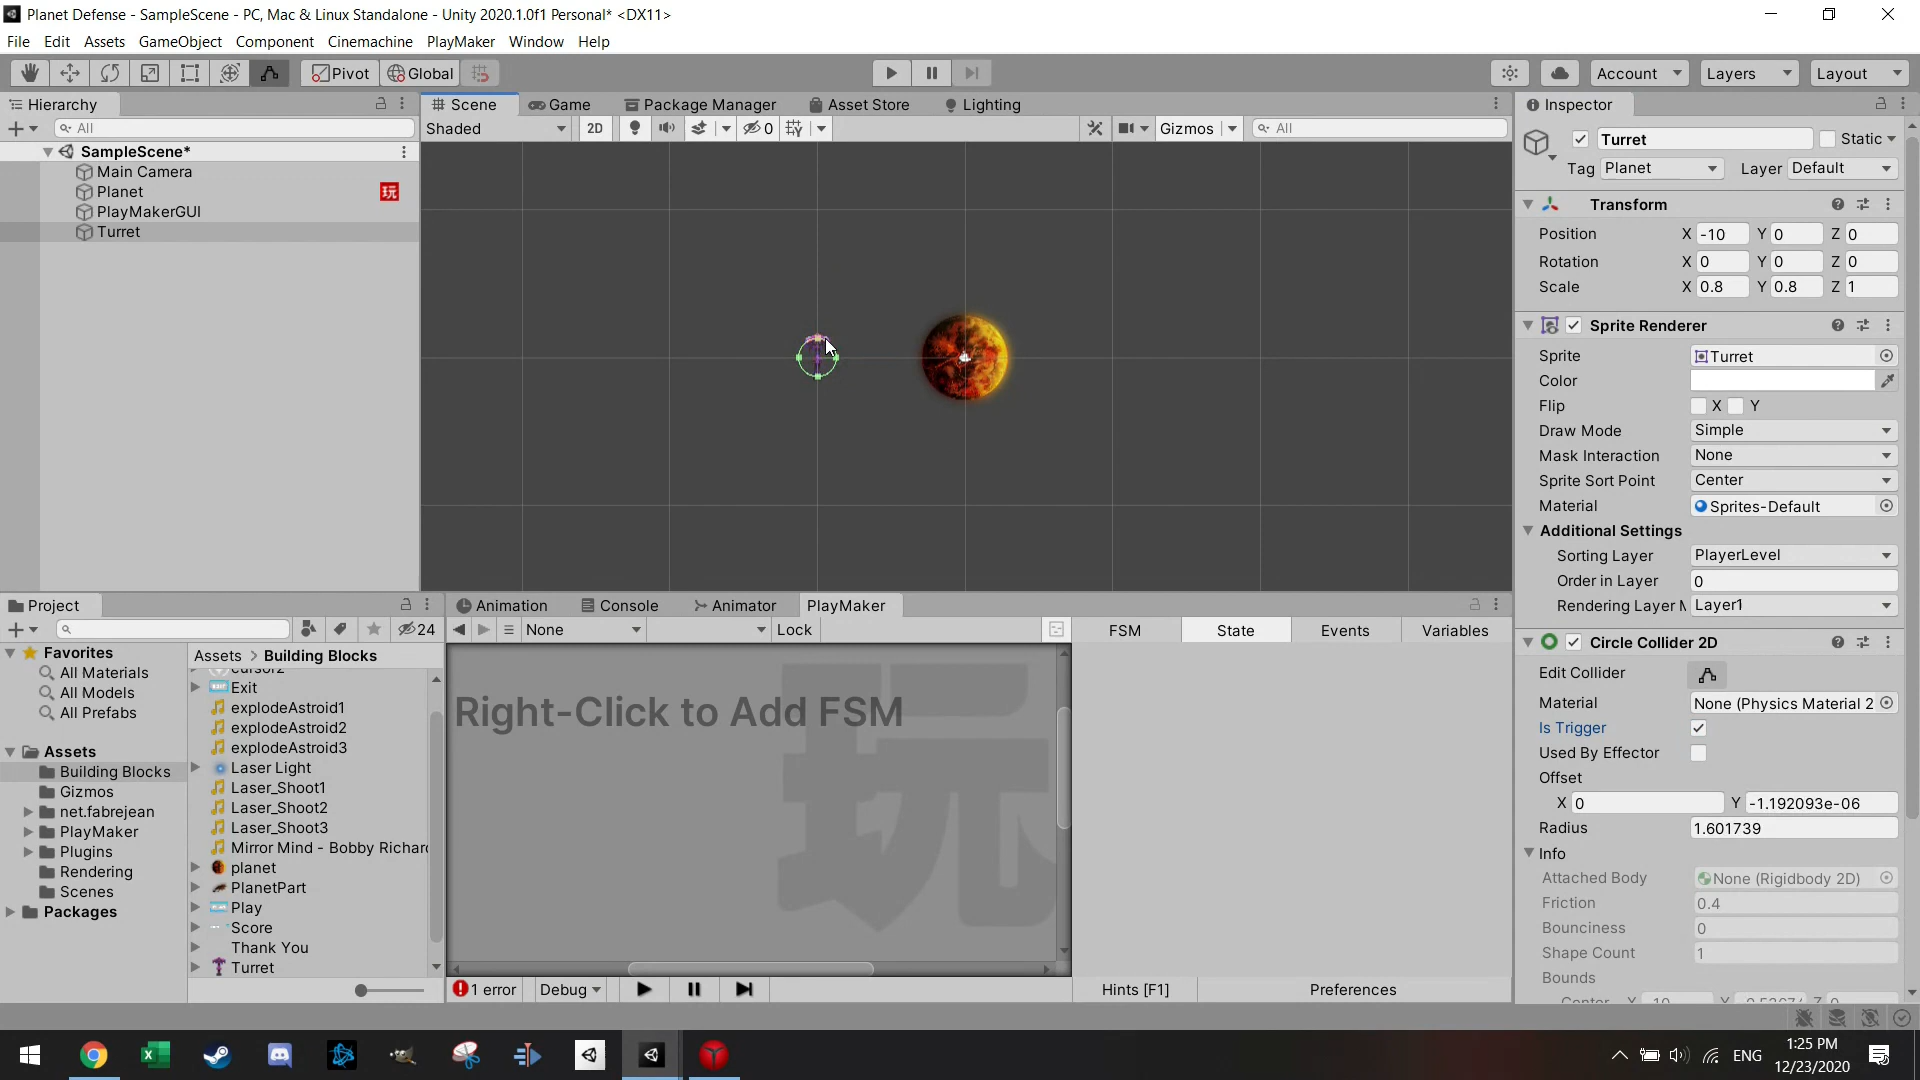 Planet Defense - SampleScene - PC, Mac & Linux Standalone - Unity 2020.1.0f1 Personal* <DX11>
File Edit Assets GameObject Component Cinemachine PlayMaker Window Help
Pivot Global Account Layers Layout
Hierarchy
All
SampleScene*
Main Camera
Planet 玩
PlayMakerGUI
Turret
Scene Game Package Manager Asset Store Lighting
Shaded 2D 0 Gizmos All
Inspector
Turret Static
Tag Planet Layer Default
Transform
Position X -10 Y 0 Z 0
Rotation X 0 Y 0 Z 0
Scale X 0.8 Y 0.8 Z 1
Sprite Renderer
Sprite Turret
Color
Flip X Y
Draw Mode Simple
Mask Interaction None
Sprite Sort Point Center
Material Sprites-Default
Additional Settings
Sorting Layer PlayerLevel
Order in Layer 0
Rendering Layer M Layer1
Circle Collider 2D
Edit Collider
Material None (Physics Material 2
Is Trigger
Used By Effector
Offset
X 0 Y -1.192093e-06
Radius 1.601739
Info
Attached Body None (Rigidbody 2D)
Friction 0.4
Bounciness 0
Shape Count 1
Bounds
Project
24
Favorites
All Materials
All Models
All Prefabs
Assets
Building Blocks
Gizmos
net.fabrejean
PlayMaker
Plugins
Rendering
Scenes
Packages
Assets > Building Blocks
Exit
explodeAstroid1
explodeAstroid2
explodeAstroid3
Laser Light
Laser_Shoot1
Laser_Shoot2
Laser_Shoot3
Mirror Mind - Bobby Richar
planet
PlanetPart
Play
Score
Thank You
Turret
Animation Console Animator PlayMaker
None Lock
FSM State Events Variables
Right-Click to Add FSM
玩
1 error Debug
Hints [F1] Preferences
ENG
1:25 PM
12/23/2020